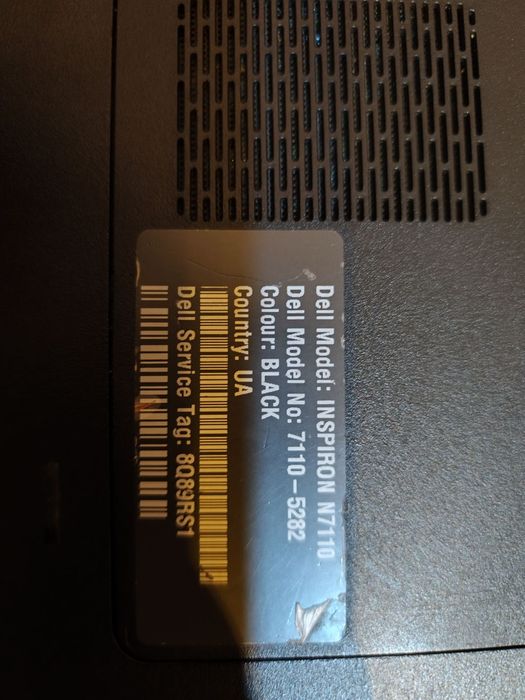 Dell Model: INSPIRON N7110
Dell Model No: 7110-5282
Colour: BLACK
Country: UA
Dell Service Tag: 8Q89RS1